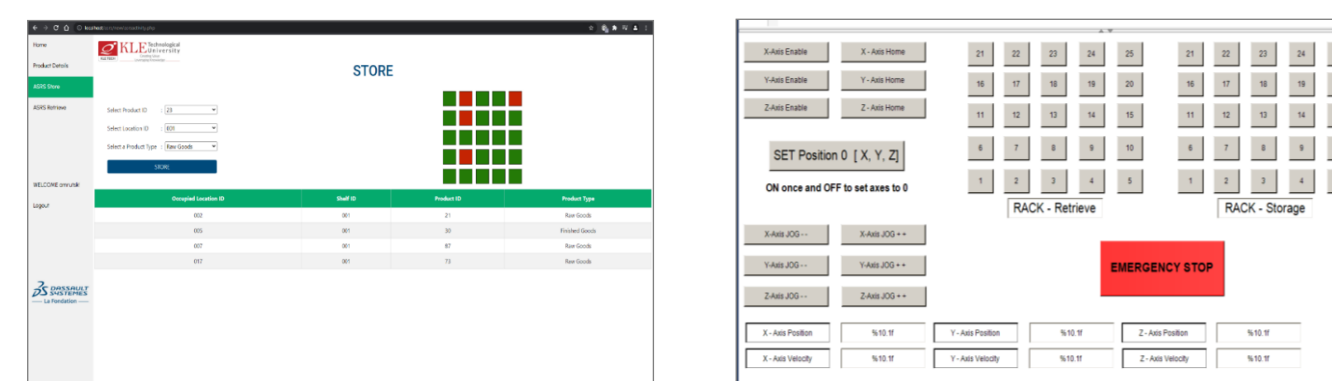 Home
KLE Technological University
Product Details
STORE
ASRS Store
ASRS Retrieve
Select Product ID : 23
Select Location ID : 001
Select a Product Type : Raw Goods
STORE
WELCOME
Logout
Occupied Location ID Shelf ID Product ID Product Type
002 001 21 Raw Goods
005 001 Finished Goods
007 001 87 Raw Goods
017 001 73 Raw Goods
DASSAULT SYSTEMES
La Fondation
X-Axis Enable X - Axis Home
Y-Axis Enable Y - Axis Home
Z-Axis Enable Z - Axis Home
SET Position 0 [ X, Y, Z]
ON once and OFF to set axes to 0
X-Axis JOG - - X-Axis JOG + +
Y-Axis JOG - - Y-Axis JOG + +
Z-Axis JOG - - Z-Axis JOG + +
21 22 23 24 25
16 17 18 19 20
11 12 13 14 15
6 7 8 9 10
1 2 3 4 5
RACK - Retrieve
21 22 23 24
16 17 18 19
11 12 13 14
6 7 8 9
1 2 3 4
RACK - Storage
EMERGENCY STOP
X - Axis Position %10.1f Y - Axis Position %10.1f Z - Axis Position %10.1f
X - Axis Velocity %10.1f Y - Axis Velocity %10.1f Z - Axis Velocity %10.1f